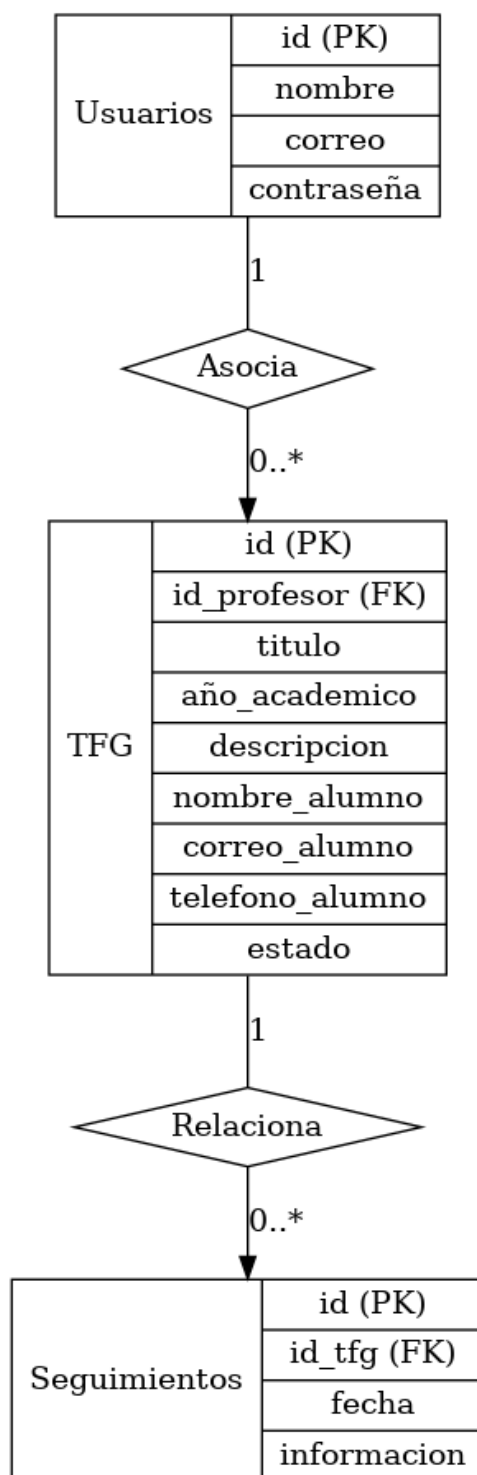 Usuarios
id (PK)
nombre
correo
contraseña
1
Asocia
0..*
TFG
id (PK)
id_profesor (FK)
titulo
año_academico
descripcion
nombre_alumno
correo_alumno
telefono_alumno
estado
1
Relaciona
0..*
Seguimientos
id (PK)
id_tfg (FK)
fecha
informacion